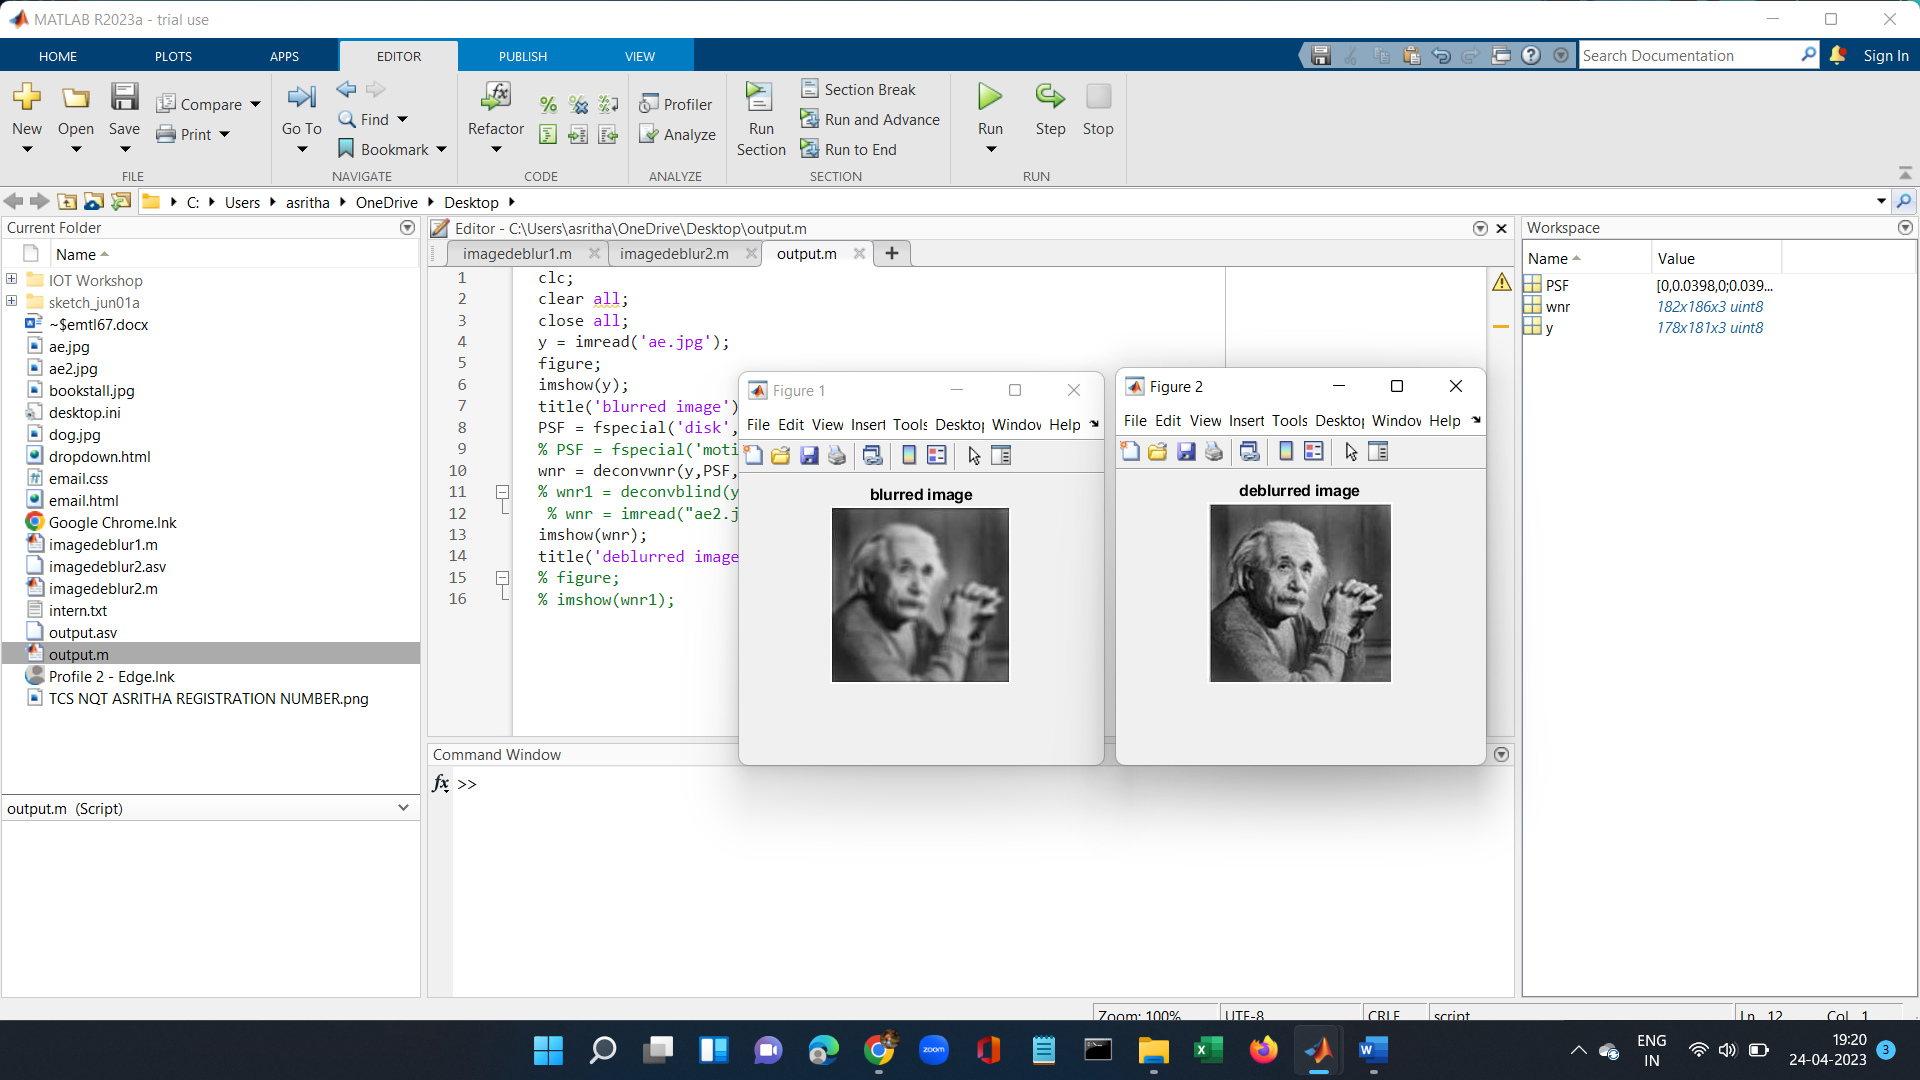 MATLAB R2023a - trial use
HOME PLOTS APPS EDITOR PUBLISH VIEW
Search Documentation
Sign In
New Open Save
Compare
Print
FILE
Go To
Find
Bookmark
NAVIGATE
Refactor
CODE
Profiler
Analyze
ANALYZE
Run Section
Section Break
Run and Advance
Run to End
SECTION
Run Step Stop
RUN
C: Users asritha OneDrive Desktop
Current Folder
Name
IOT Workshop
sketch_jun01a
~$emtl67.docx
ae.jpg
ae2.jpg
bookstall.jpg
desktop.ini
dog.jpg
dropdown.html
email.css
email.html
Google Chrome.lnk
imagedeblur1.m
imagedeblur2.asv
imagedeblur2.m
intern.txt
output.asv
output.m
Profile 2 - Edge.lnk
TCS NQT ASRITHA REGISTRATION NUMBER.png
output.m (Script)
Editor - C:\Users\asritha\OneDrive\Desktop\output.m
imagedeblur1.m imagedeblur2.m output.m
1 clc;
2 clear all;
3 close all;
4 y = imread('ae.jpg');
5 figure;
6 imshow(y);
7 title('blurred image')
8 PSF = fspecial('disk',
9 % PSF = fspecial('moti
10 wnr = deconvwnr(y,PSF,
11 % wnr1 = deconvblind(y
12 % wnr = imread("ae2.j
13 imshow(wnr);
14 title('deblurred image
15 % figure;
16 % imshow(wnr1);
Figure 1
File Edit View Insert Tools Desktop Window Help
blurred image
Figure 2
File Edit View Insert Tools Desktop Window Help
deblurred image
Command Window
fx >>
Workspace
Name Value
PSF [0,0.0398,0;0.039...
wnr 182x186x3 uint8
y 178x181x3 uint8
Zoom: 100% UTF-8 CRLF script Ln 12 Col 1
zoom
ENG
IN
19:20
24-04-2023
3